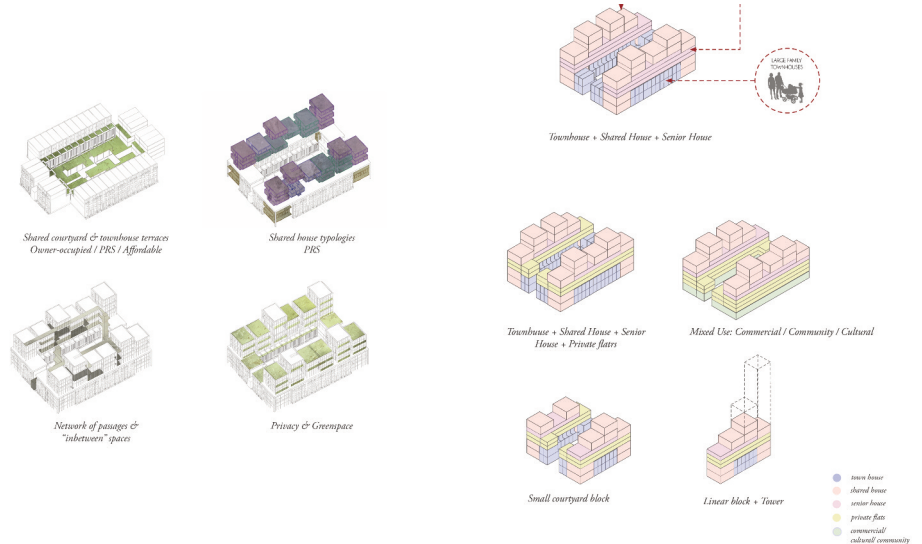 LARGE FAMILY
TOWNHOUSES
Townhouse + Shared House + Senior House
Shared courtyard & townhouse terraces
Owner-occupied / PRS / Affordable
Shared house typologies
PRS
Townhuuse + Shared House + Senior
House + Private flatrs
Mixed Use: Commercial / Community / Cultural
Network of passages &
“inbetween” spaces
Privacy & Greenspace
Small courtyard block
Linear block + Tower
town house
shared house
senior house
private flats
commercial/
cultural/ community